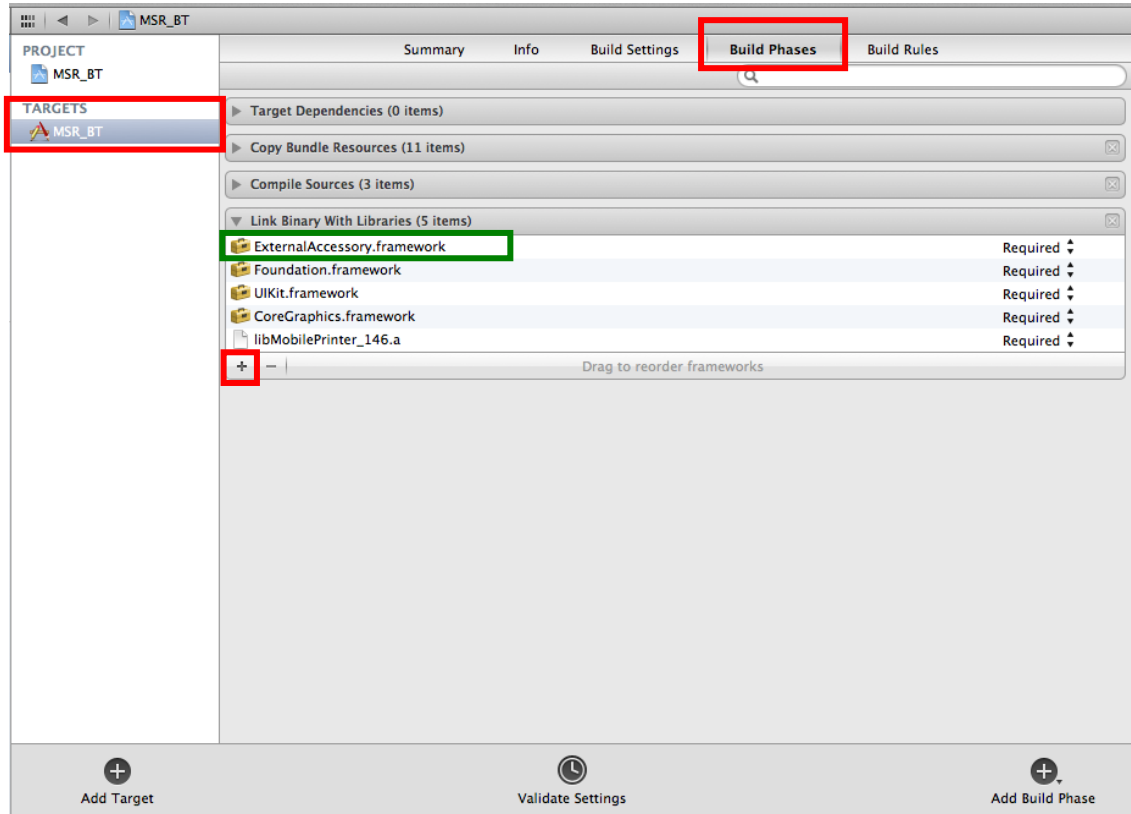 MSR_BT
PROJECT
MSR_BT
TARGETS
MSR_BT
Summary Info Build Settings Build Phases Build Rules
Target Dependencies (0 items)
Copy Bundle Resources (11 items)
Compile Sources (3 items)
Link Binary With Libraries (5 items)
ExternalAccessory.framework Required
Foundation.framework Required
UIKit.framework Required
CoreGraphics.framework Required
libMobilePrinter_146.a Required
+ − Drag to reorder frameworks
Add Target Validate Settings Add Build Phase